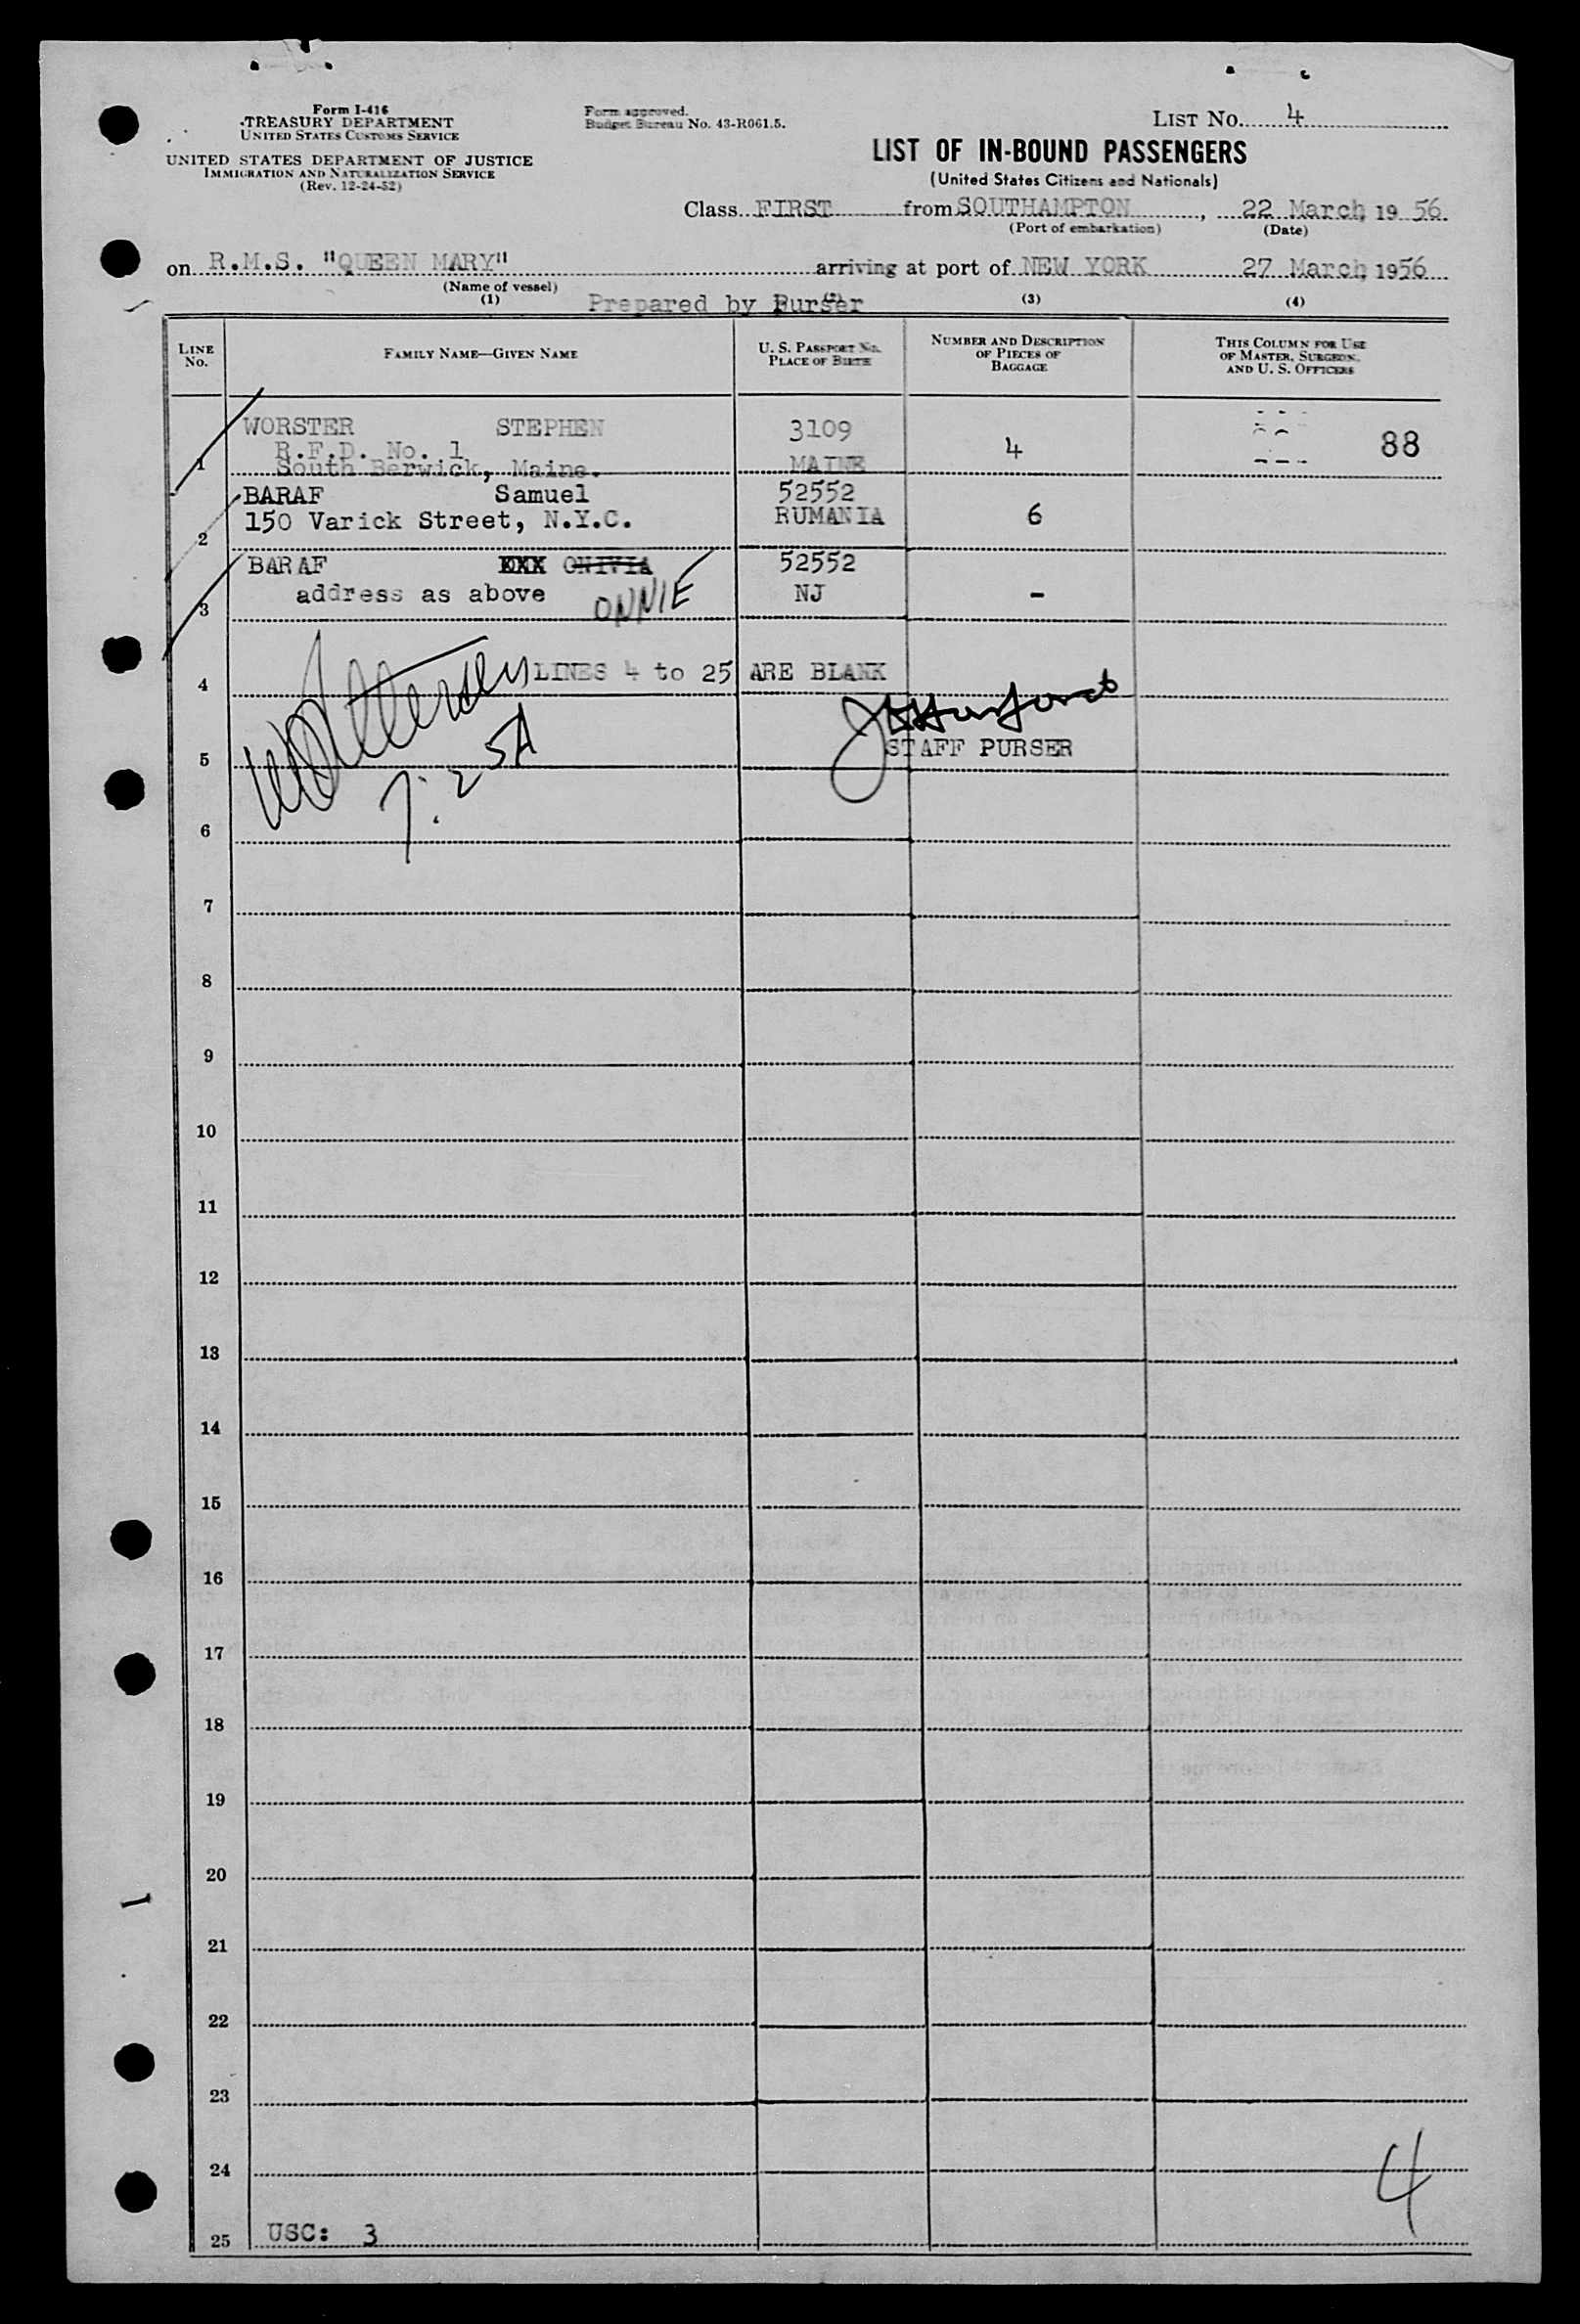 Form I-416
TREASURY DEPARTMENT
UNITED STATES CUSTOMS SERVICE
UNITED STATES DEPARTMENT OF JUSTICE
IMMIGRATION AND NATURALIZATION SERVICE
(Rev. 12-24-52)
Form approved.
Budget Bureau No. 43-R061.5.
LIST NO. 4
LIST OF IN-BOUND PASSENGERS
(United States Citizens and Nationals)
Class FIRST from SOUTHAMPTON, 22 March 1956
(Port of embarkation) (Date)
on R.M.S. "QUEEN MARY" arriving at port of NEW YORK 27 March 1956
(Name of vessel)
(1) Prepared by Purser (2) (3) (4)
LINE NO. FAMILY NAME—GIVEN NAME U. S. PASSPORT NO. PLACE OF BIRTH NUMBER AND DESCRIPTION OF PIECES OF BAGGAGE THIS COLUMN FOR USE OF MASTER, SURGEON, AND U. S. OFFICERS
WORSTER STEPHEN 3109
R.F.D. No. 1 4 88
1 South Berwick, Maine. MAINE
BARAF Samuel 52552
150 Varick Street, N.Y.C. RUMANIA 6
2
BARAF XXX ONIVIA 52552
3 address as above ONNIE NJ -
4 LINES 4 to 25 ARE BLANK
5 STAFF PURSER
6
7
8
9
10
11
12
13
14
15
16
17
18
19
20
21
22
23
24 4
25 USC: 3